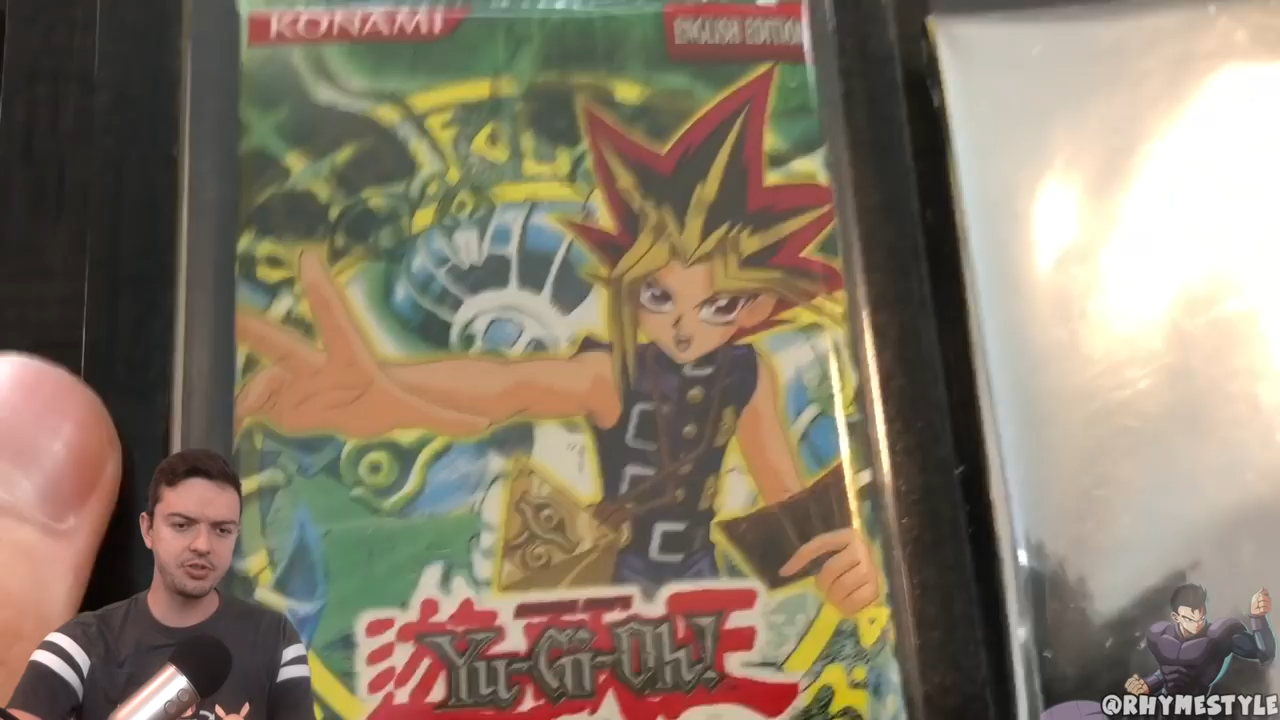 KONAMI
ENGLISH EDITION
遊戯王
Yu-Gi-Oh!
@RHYMESTYLE